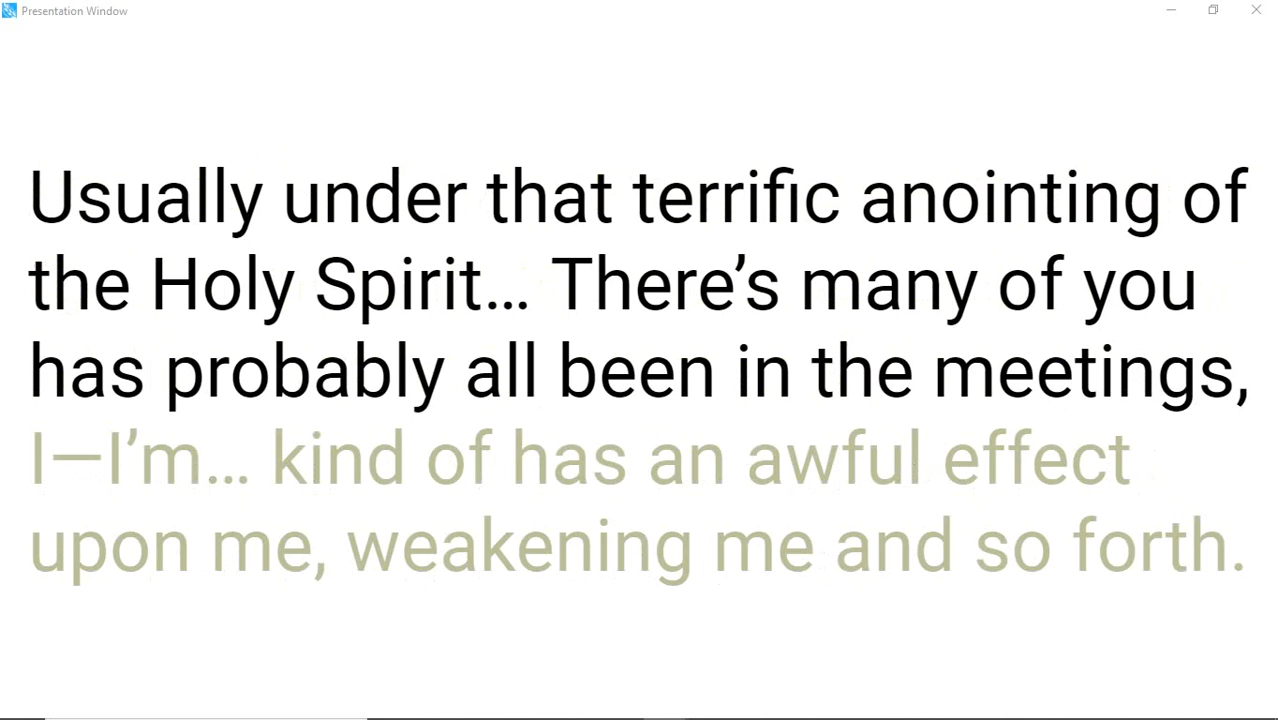 Presentation Window
Usually under that terrific anointing of
the Holy Spirit… There’s many of you
has probably all been in the meetings,
I—I’m… kind of has an awful effect
upon me, weakening me and so forth.